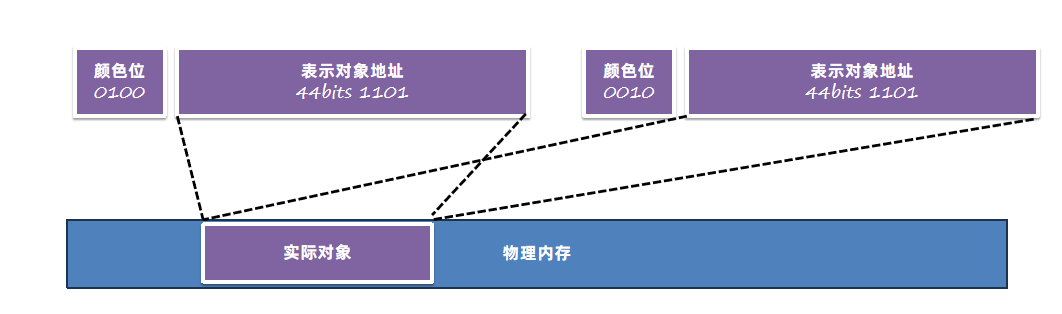 颜色位
0100
表示对象地址
44bits 1101
颜色位
0010
表示对象地址
44bits 1101
实际对象
物理内存